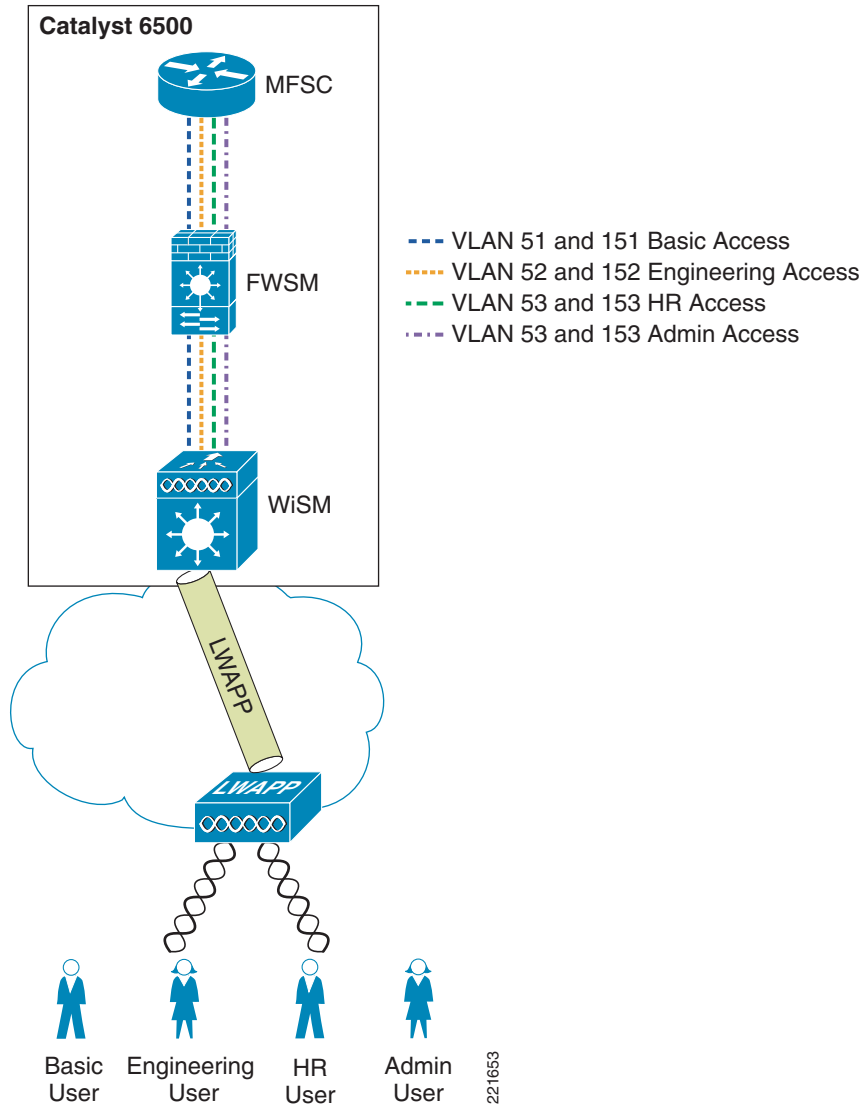 Catalyst 6500
MFSC
FWSM
VLAN 51 and 151 Basic Access
VLAN 52 and 152 Engineering Access
VLAN 53 and 153 HR Access
VLAN 53 and 153 Admin Access
WiSM
LWAPP
LWAPP
Basic
User
Engineering
User
HR
User
Admin
User
221653